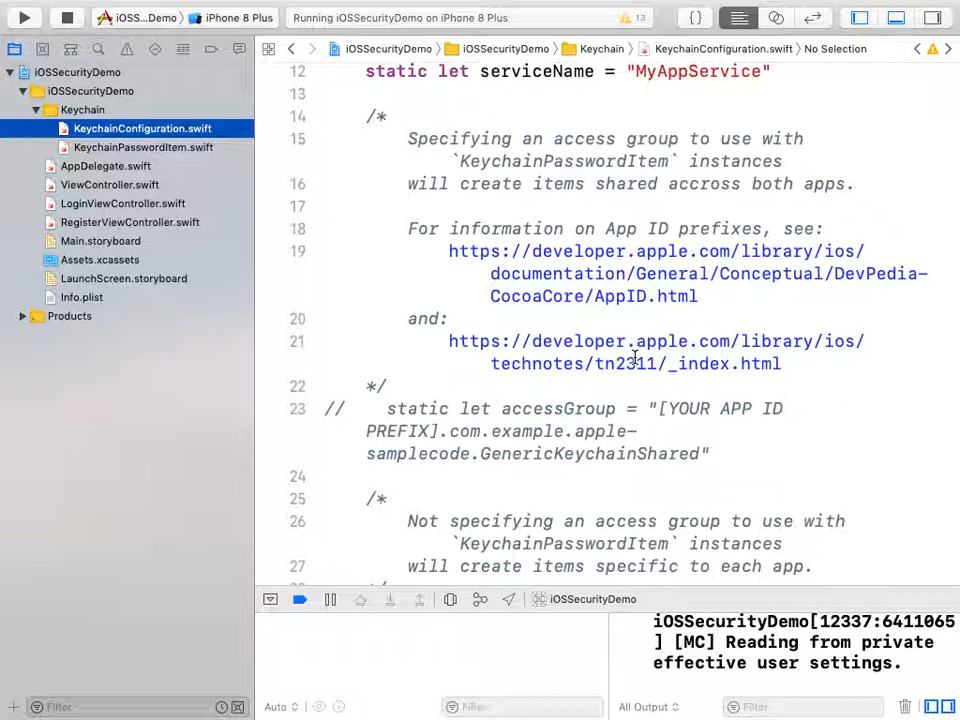 iOSS...Demo iPhone 8 Plus
Running iOSSecurityDemo on iPhone 8 Plus
13
iOSSecurityDemo iOSSecurityDemo Keychain KeychainConfiguration.swift No Selection
iOSSecurityDemo
iOSSecurityDemo
Keychain
KeychainConfiguration.swift
KeychainPasswordItem.swift
AppDelegate.swift
ViewController.swift
LoginViewController.swift
RegisterViewController.swift
Main.storyboard
Assets.xcassets
LaunchScreen.storyboard
Info.plist
Products
12 static let serviceName = "MyAppService"
13
14 /*
15 Specifying an access group to use with
`KeychainPasswordItem` instances
16 will create items shared accross both apps.
17
18 For information on App ID prefixes, see:
19 https://developer.apple.com/library/ios/
documentation/General/Conceptual/DevPedia-
CocoaCore/AppID.html
20 and:
21 https://developer.apple.com/library/ios/
technotes/tn2311/_index.html
22 */
23 // static let accessGroup = "[YOUR APP ID
PREFIX].com.example.apple-
samplecode.GenericKeychainShared"
24
25 /*
26 Not specifying an access group to use with
`KeychainPasswordItem` instances
27 will create items specific to each app.
iOSSecurityDemo
iOSSecurityDemo[12337:6411065
] [MC] Reading from private
effective user settings.
Filter
Auto
Filter
All Output
Filter